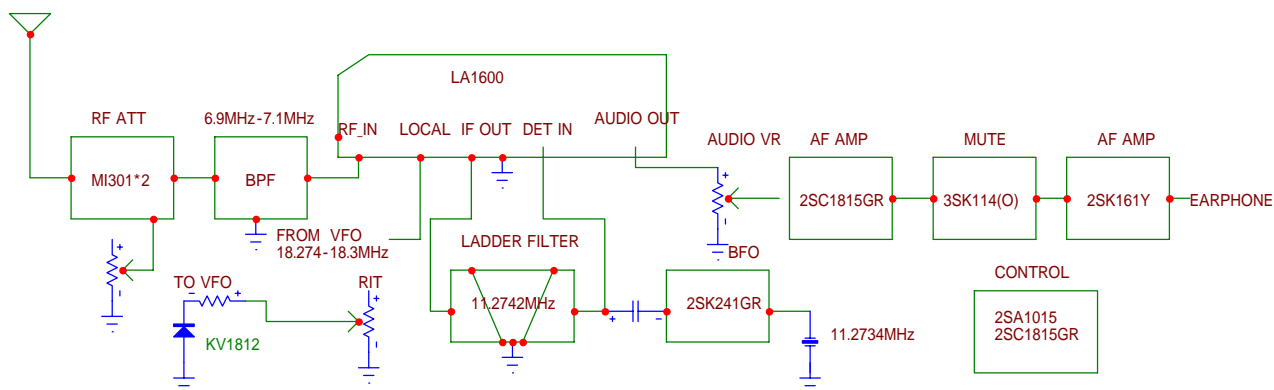 LA1600
RF ATT
6.9MHz-7.1MHz
RF_IN
LOCAL
IF OUT
DET IN
AUDIO OUT
AUDIO VR
AF AMP
MUTE
AF AMP
MI301*2
BPF
2SC1815GR
3SK114(O)
2SK161Y
EARPHONE
FROM VFO
18.274-18.3MHz
LADDER FILTER
BFO
TO VFO
RIT
11.2742MHz
2SK241GR
CONTROL
KV1812
11.2734MHz
2SA1015
2SC1815GR
+
-
+
-
-
+
+
-
+
-